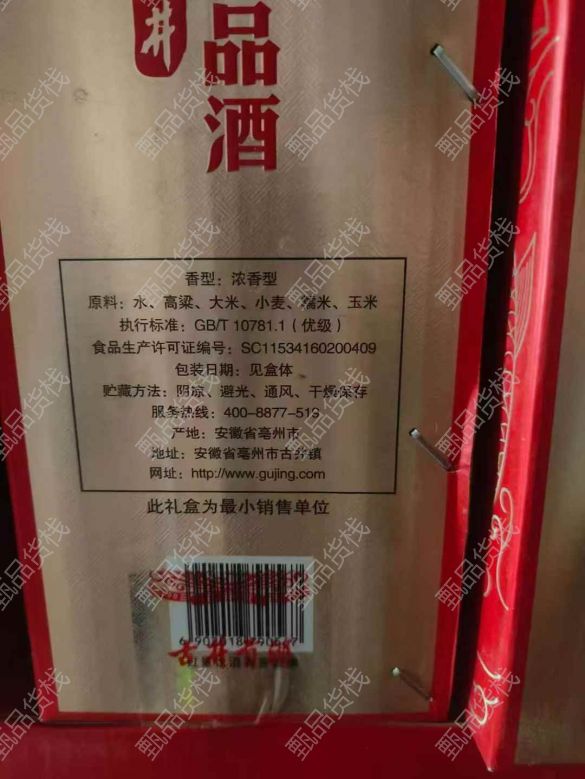 井
品酒
香型：浓香型
原料：水、高粱、大米、小麦、糯米、玉米
执行标准：GB/T 10781.1（优级）
食品生产许可证编号：SC11534160200409
包装日期：见盒体
贮藏方法：阴凉、避光、通风、干燥保存
服务热线：400-8877-519
产地：安徽省亳州市
地址：安徽省亳州市古井镇
网址：http://www.gujing.com
此礼盒为最小销售单位
甄品货栈